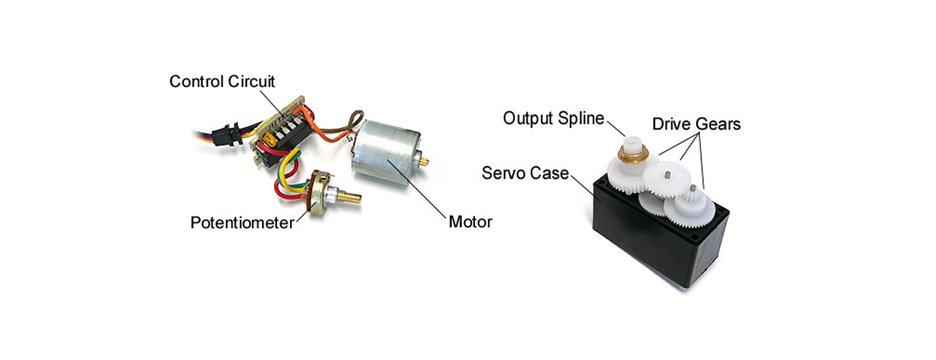 Control Circuit
Potentiometer
Motor
Output Spline
Drive Gears
Servo Case